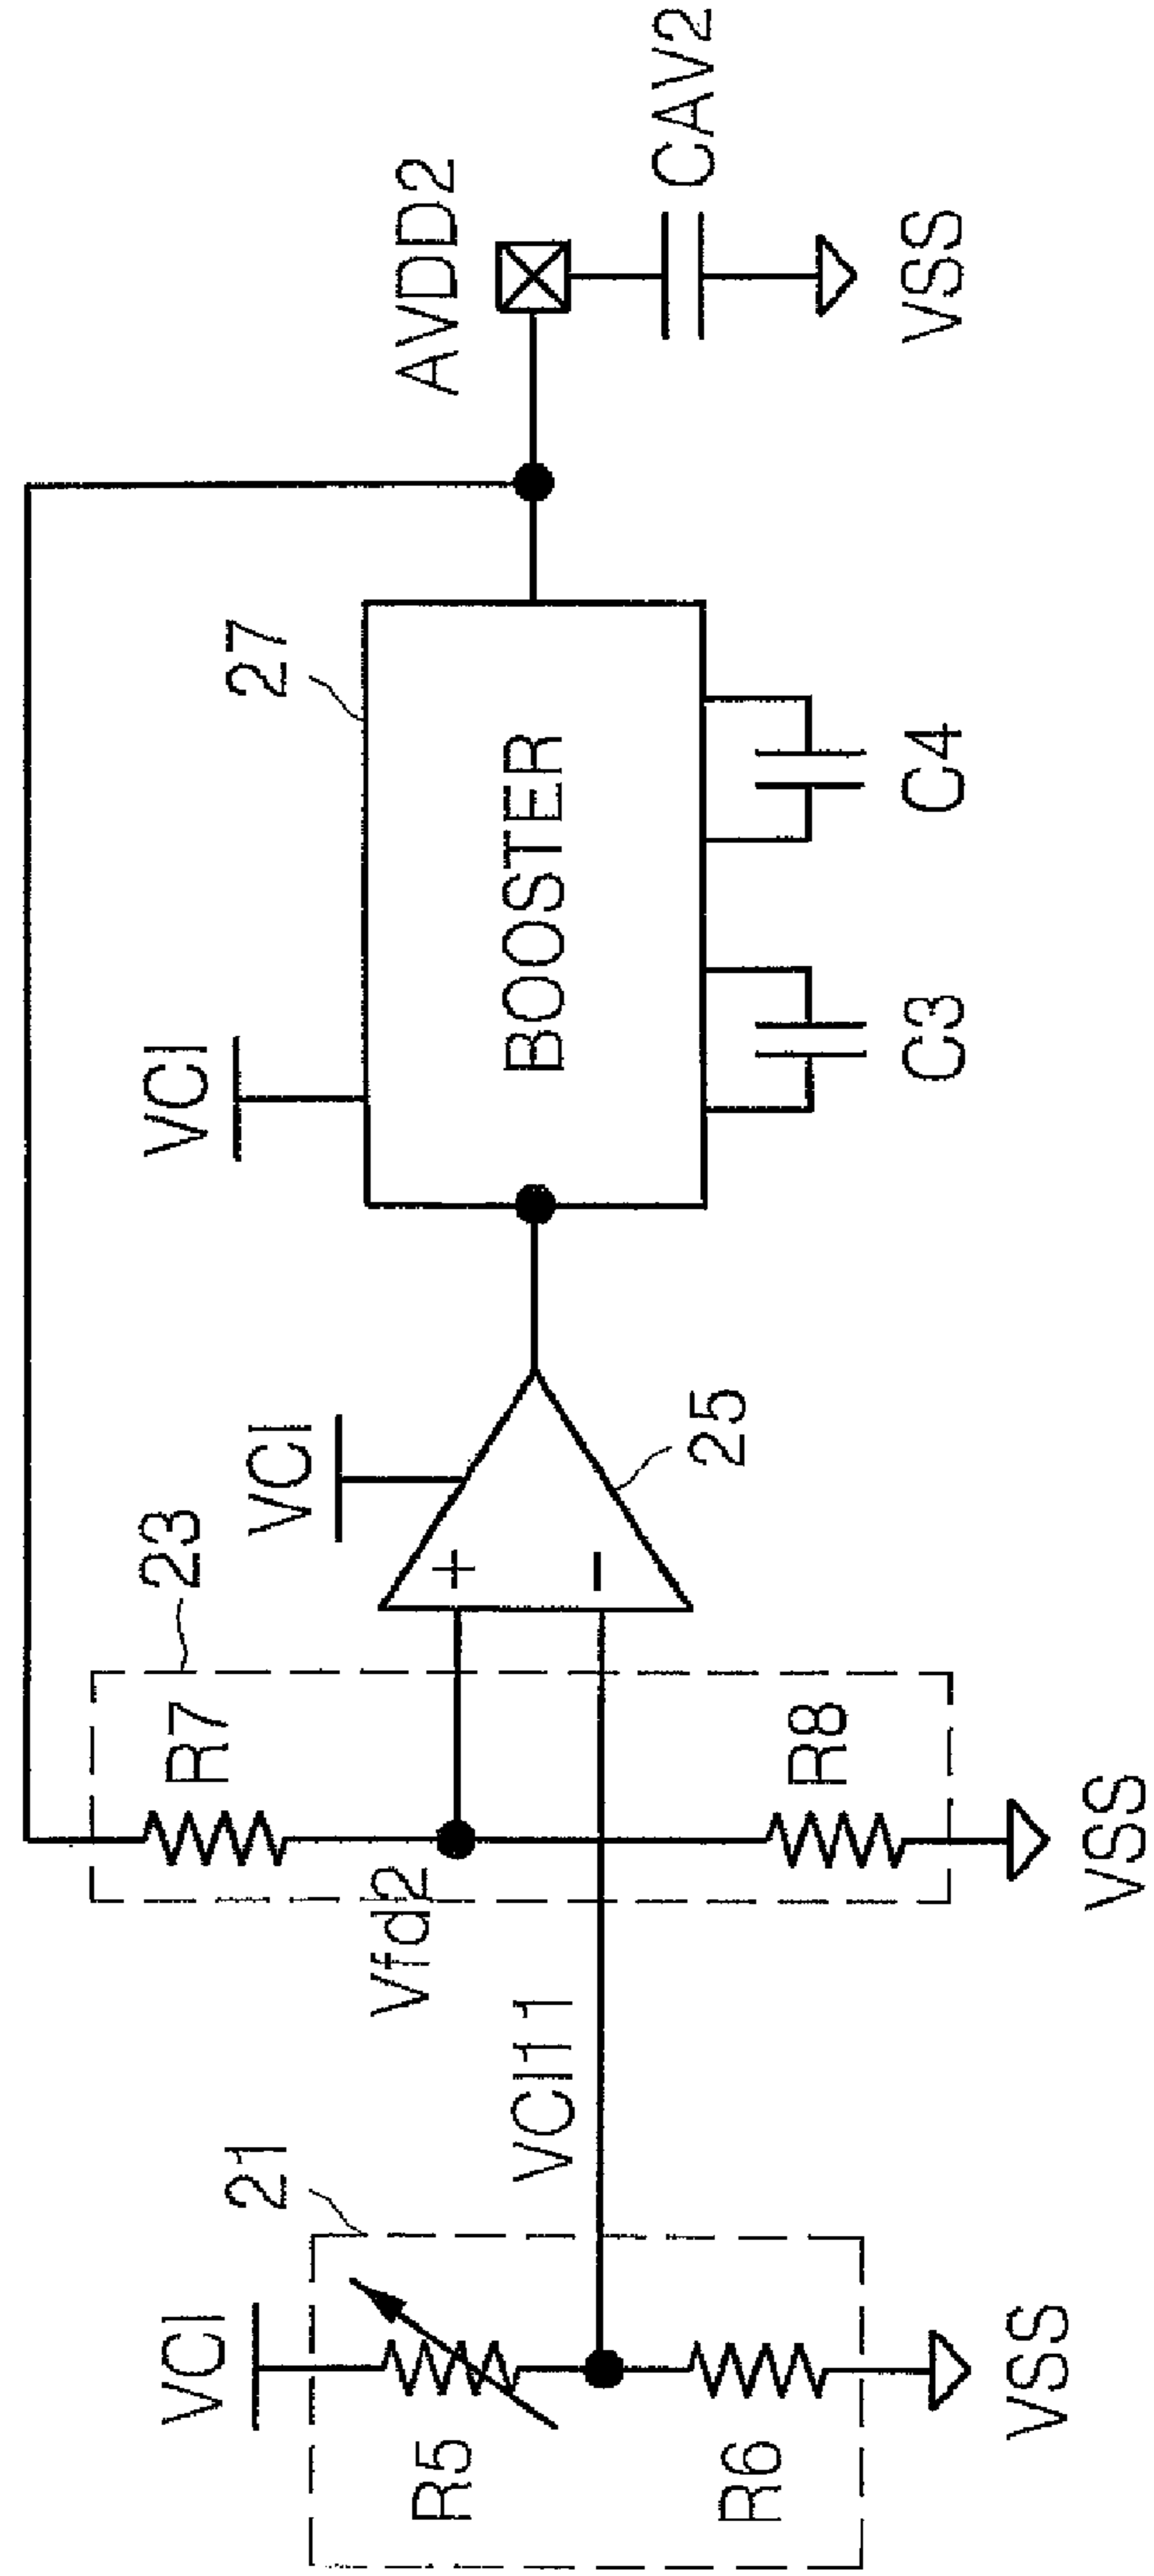 VCI
21
R5
R6
VSS
VCI11
Vfd2
23
R7
R8
VSS
+
−
VCI
25
VCI
27
BOOSTER
C3
C4
AVDD2
CAV2
VSS